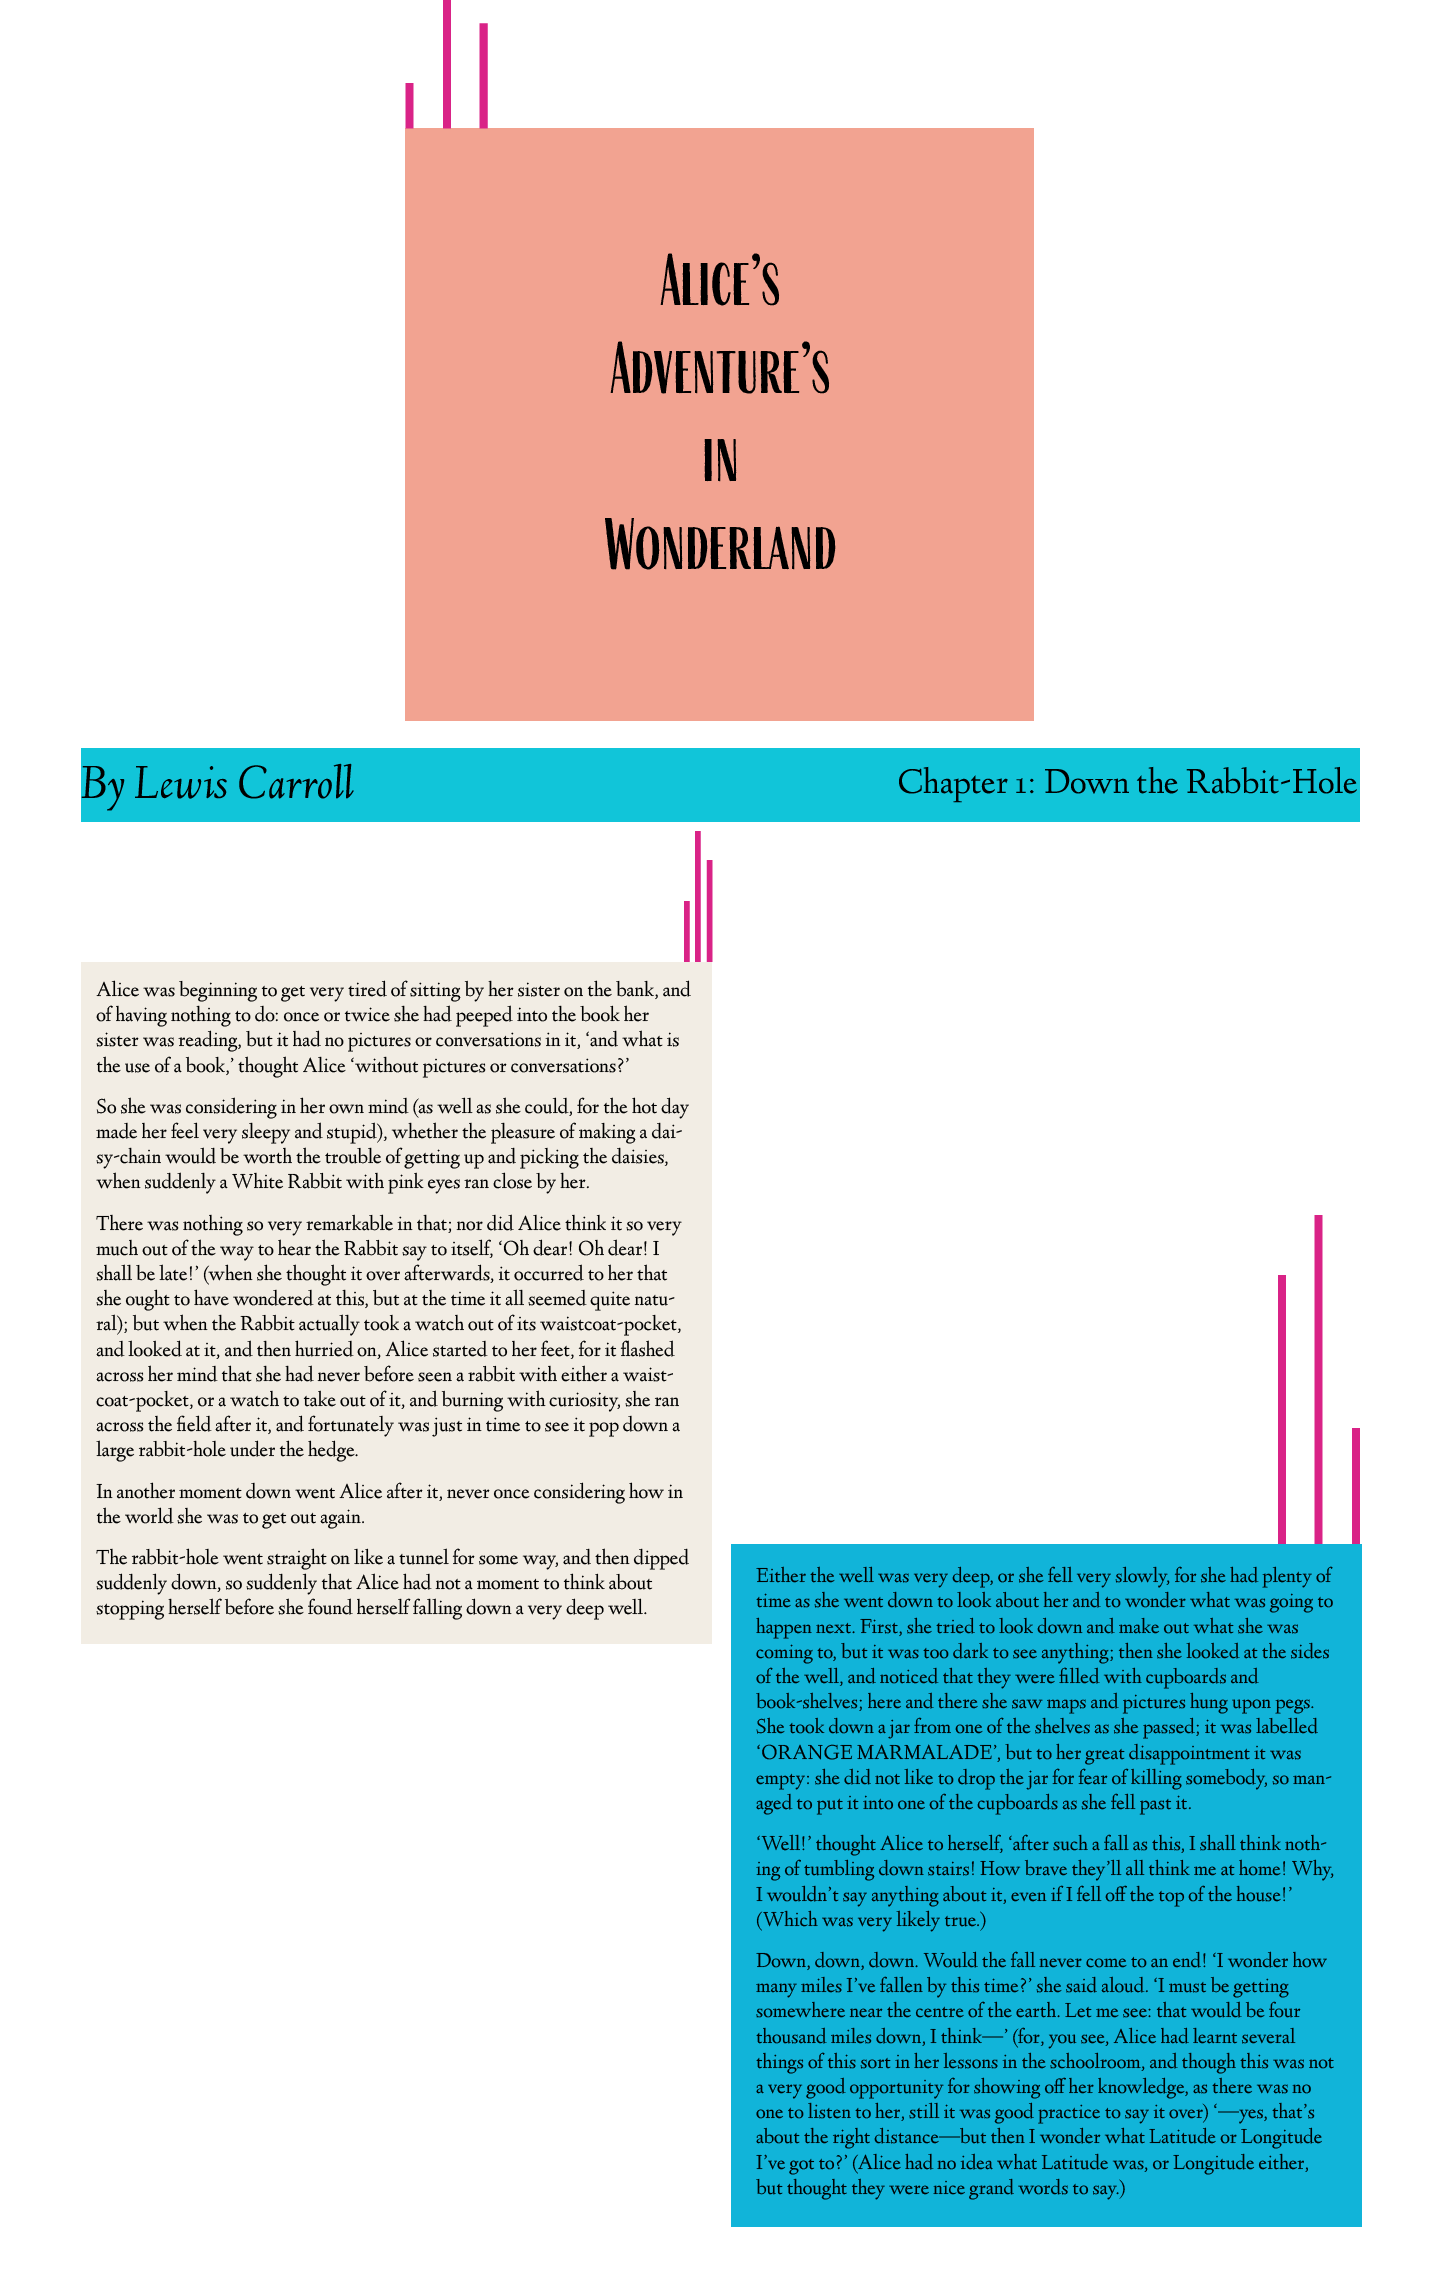 Alice’s
Adventure’s
in
Wonderland
By Lewis Carroll
Chapter 1: Down the Rabbit-Hole
Alice was beginning to get very tired of sitting by her sister on the bank, and
of having nothing to do: once or twice she had peeped into the book her
sister was reading, but it had no pictures or conversations in it, ‘and what is
the use of a book,’ thought Alice ‘without pictures or conversations?’
So she was considering in her own mind (as well as she could, for the hot day
made her feel very sleepy and stupid), whether the pleasure of making a dai-
sy-chain would be worth the trouble of getting up and picking the daisies,
when suddenly a White Rabbit with pink eyes ran close by her.
There was nothing so very remarkable in that; nor did Alice think it so very
much out of the way to hear the Rabbit say to itself, ‘Oh dear! Oh dear! I
shall be late!’ (when she thought it over afterwards, it occurred to her that
she ought to have wondered at this, but at the time it all seemed quite natu-
ral); but when the Rabbit actually took a watch out of its waistcoat-pocket,
and looked at it, and then hurried on, Alice started to her feet, for it flashed
across her mind that she had never before seen a rabbit with either a waist-
coat-pocket, or a watch to take out of it, and burning with curiosity, she ran
across the field after it, and fortunately was just in time to see it pop down a
large rabbit-hole under the hedge.
In another moment down went Alice after it, never once considering how in
the world she was to get out again.
The rabbit-hole went straight on like a tunnel for some way, and then dipped
suddenly down, so suddenly that Alice had not a moment to think about
stopping herself before she found herself falling down a very deep well.
Either the well was very deep, or she fell very slowly, for she had plenty of
time as she went down to look about her and to wonder what was going to
happen next. First, she tried to look down and make out what she was
coming to, but it was too dark to see anything; then she looked at the sides
of the well, and noticed that they were filled with cupboards and
book-shelves; here and there she saw maps and pictures hung upon pegs.
She took down a jar from one of the shelves as she passed; it was labelled
‘ORANGE MARMALADE’, but to her great disappointment it was
empty: she did not like to drop the jar for fear of killing somebody, so man-
aged to put it into one of the cupboards as she fell past it.
‘Well!’ thought Alice to herself, ‘after such a fall as this, I shall think noth-
ing of tumbling down stairs! How brave they’ll all think me at home! Why,
I wouldn’t say anything about it, even if I fell off the top of the house!’
(Which was very likely true.)
Down, down, down. Would the fall never come to an end! ‘I wonder how
many miles I’ve fallen by this time?’ she said aloud. ‘I must be getting
somewhere near the centre of the earth. Let me see: that would be four
thousand miles down, I think—’ (for, you see, Alice had learnt several
things of this sort in her lessons in the schoolroom, and though this was not
a very good opportunity for showing off her knowledge, as there was no
one to listen to her, still it was good practice to say it over) ‘—yes, that’s
about the right distance—but then I wonder what Latitude or Longitude
I’ve got to?’ (Alice had no idea what Latitude was, or Longitude either,
but thought they were nice grand words to say.)